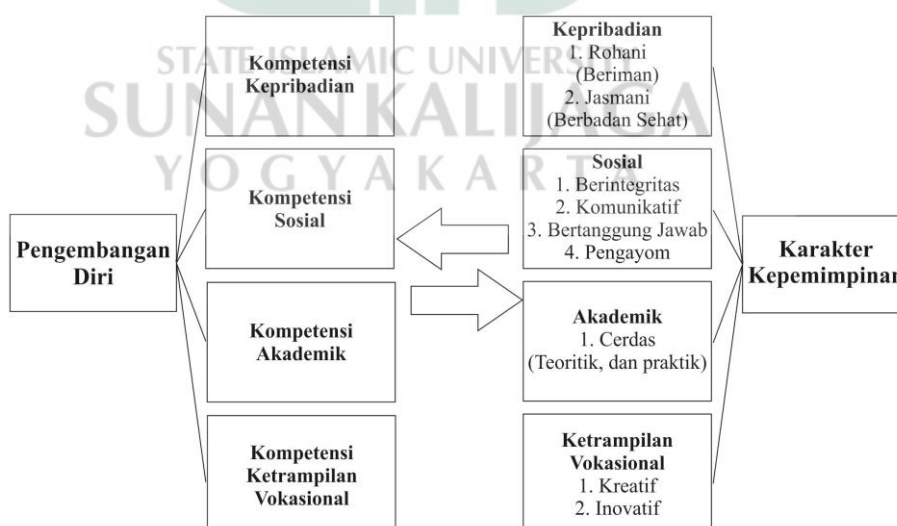 STATE ISLAMIC UNIVERSITY
SUNAN KALIJAGA
YOGYAKARTA
Pengembangan
Diri
Kompetensi
Kepribadian
Kompetensi
Sosial
Kompetensi
Akademik
Kompetensi
Ketrampilan
Vokasional
Kepribadian
1. Rohani
(Beriman)
2. Jasmani
(Berbadan Sehat)
Sosial
1. Berintegritas
2. Komunikatif
3. Bertanggung Jawab
4. Pengayom
Akademik
1. Cerdas
(Teoritik, dan praktik)
Ketrampilan
Vokasional
1. Kreatif
2. Inovatif
Karakter
Kepemimpinan